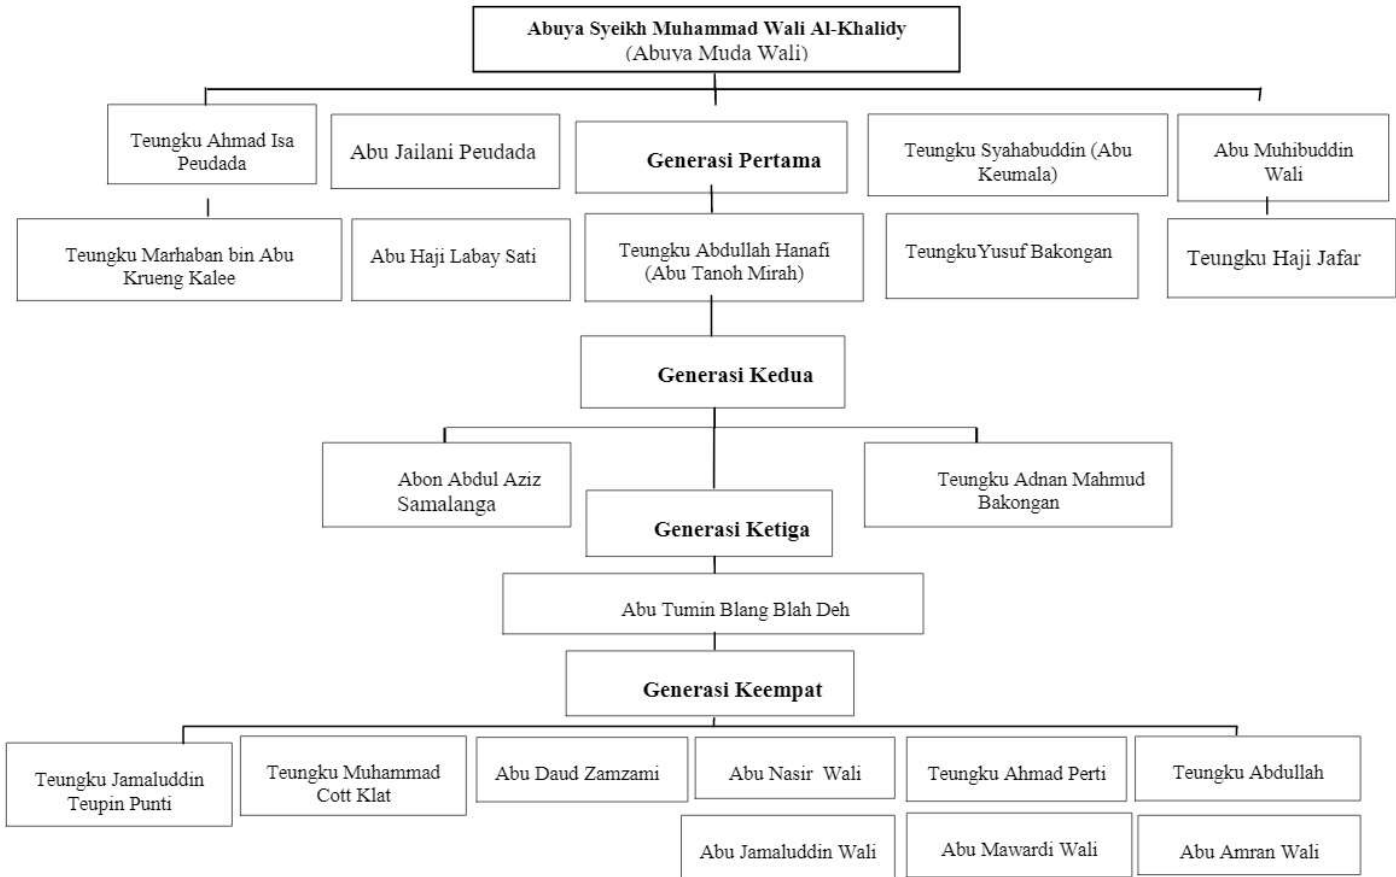 Abuya Syeikh Muhammad Wali Al-Khalidy
(Abuya Muda Wali)
Teungku Ahmad Isa
Peudada
Abu Jailani Peudada
Generasi Pertama
Teungku Syahabuddin (Abu
Keumala)
Abu Muhibuddin
Wali
Teungku Marhaban bin Abu
Krueng Kalee
Abu Haji Labay Sati
Teungku Abdullah Hanafi
(Abu Tanoh Mirah)
TeungkuYusuf Bakongan
Teungku Haji Jafar
Generasi Kedua
Abon Abdul Aziz
Samalanga
Teungku Adnan Mahmud
Bakongan
Generasi Ketiga
Abu Tumin Blang Blah Deh
Generasi Keempat
Teungku Jamaluddin
Teupin Punti
Teungku Muhammad
Cott Klat
Abu Daud Zamzami
Abu Nasir Wali
Teungku Ahmad Perti
Teungku Abdullah
Abu Jamaluddin Wali
Abu Mawardi Wali
Abu Amran Wali